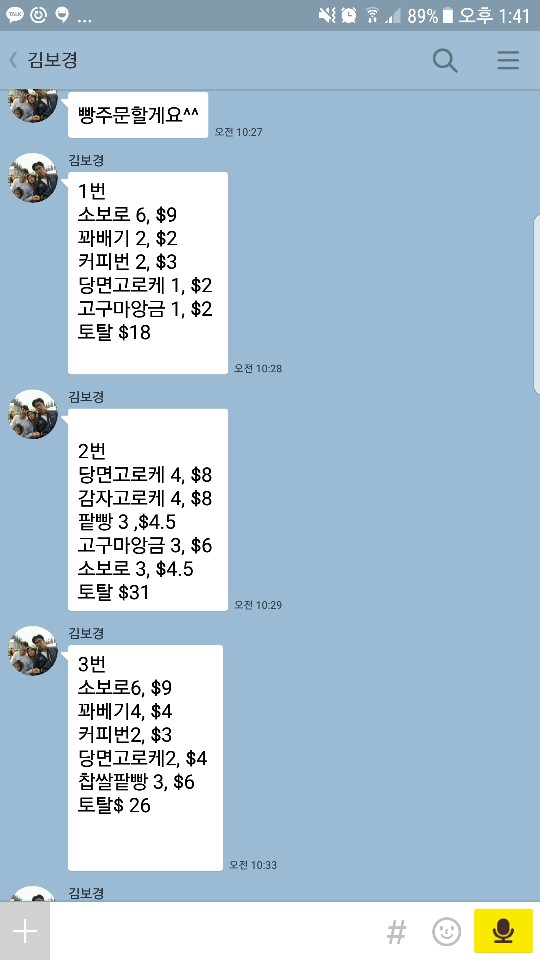 TALK
...
89%
오후 1:41
김보경
빵주문할게요^^
오전 10:27
김보경
1번
소보로 6, $9
꽈배기 2, $2
커피번 2, $3
당면고로케 1, $2
고구마앙금 1, $2
토탈 $18
오전 10:28
김보경
2번
당면고로케 4, $8
감자고로케 4, $8
팥빵 3 ,$4.5
고구마앙금 3, $6
소보로 3, $4.5
토탈 $31
오전 10:29
김보경
3번
소보로6, $9
꽈베기4, $4
커피번2, $3
당면고로케2, $4
찹쌀팥빵 3, $6
토탈$ 26
오전 10:33
김보경
#